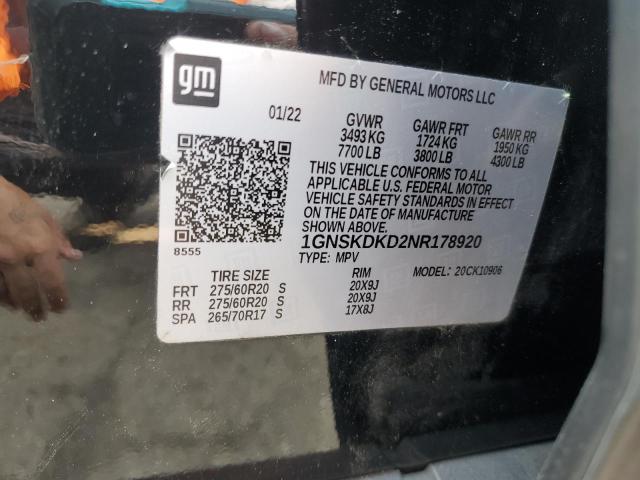 gm
MFD BY GENERAL MOTORS LLC
01/22
GVWR
3493 KG
7700 LB
GAWR FRT
1724 KG
3800 LB
GAWR RR
1950 KG
4300 LB
THIS VEHICLE CONFORMS TO ALL
APPLICABLE U.S. FEDERAL MOTOR
VEHICLE SAFETY STANDARDS IN EFFECT
ON THE DATE OF MANUFACTURE
SHOWN ABOVE.
8555
1GNSKDKD2NR178920
TYPE: MPV
MODEL: 20CK10906
TIRE SIZE
RIM
FRT 275/60R20 S 20X9J
RR 275/60R20 S 20X9J
SPA 265/70R17 S 17X8J